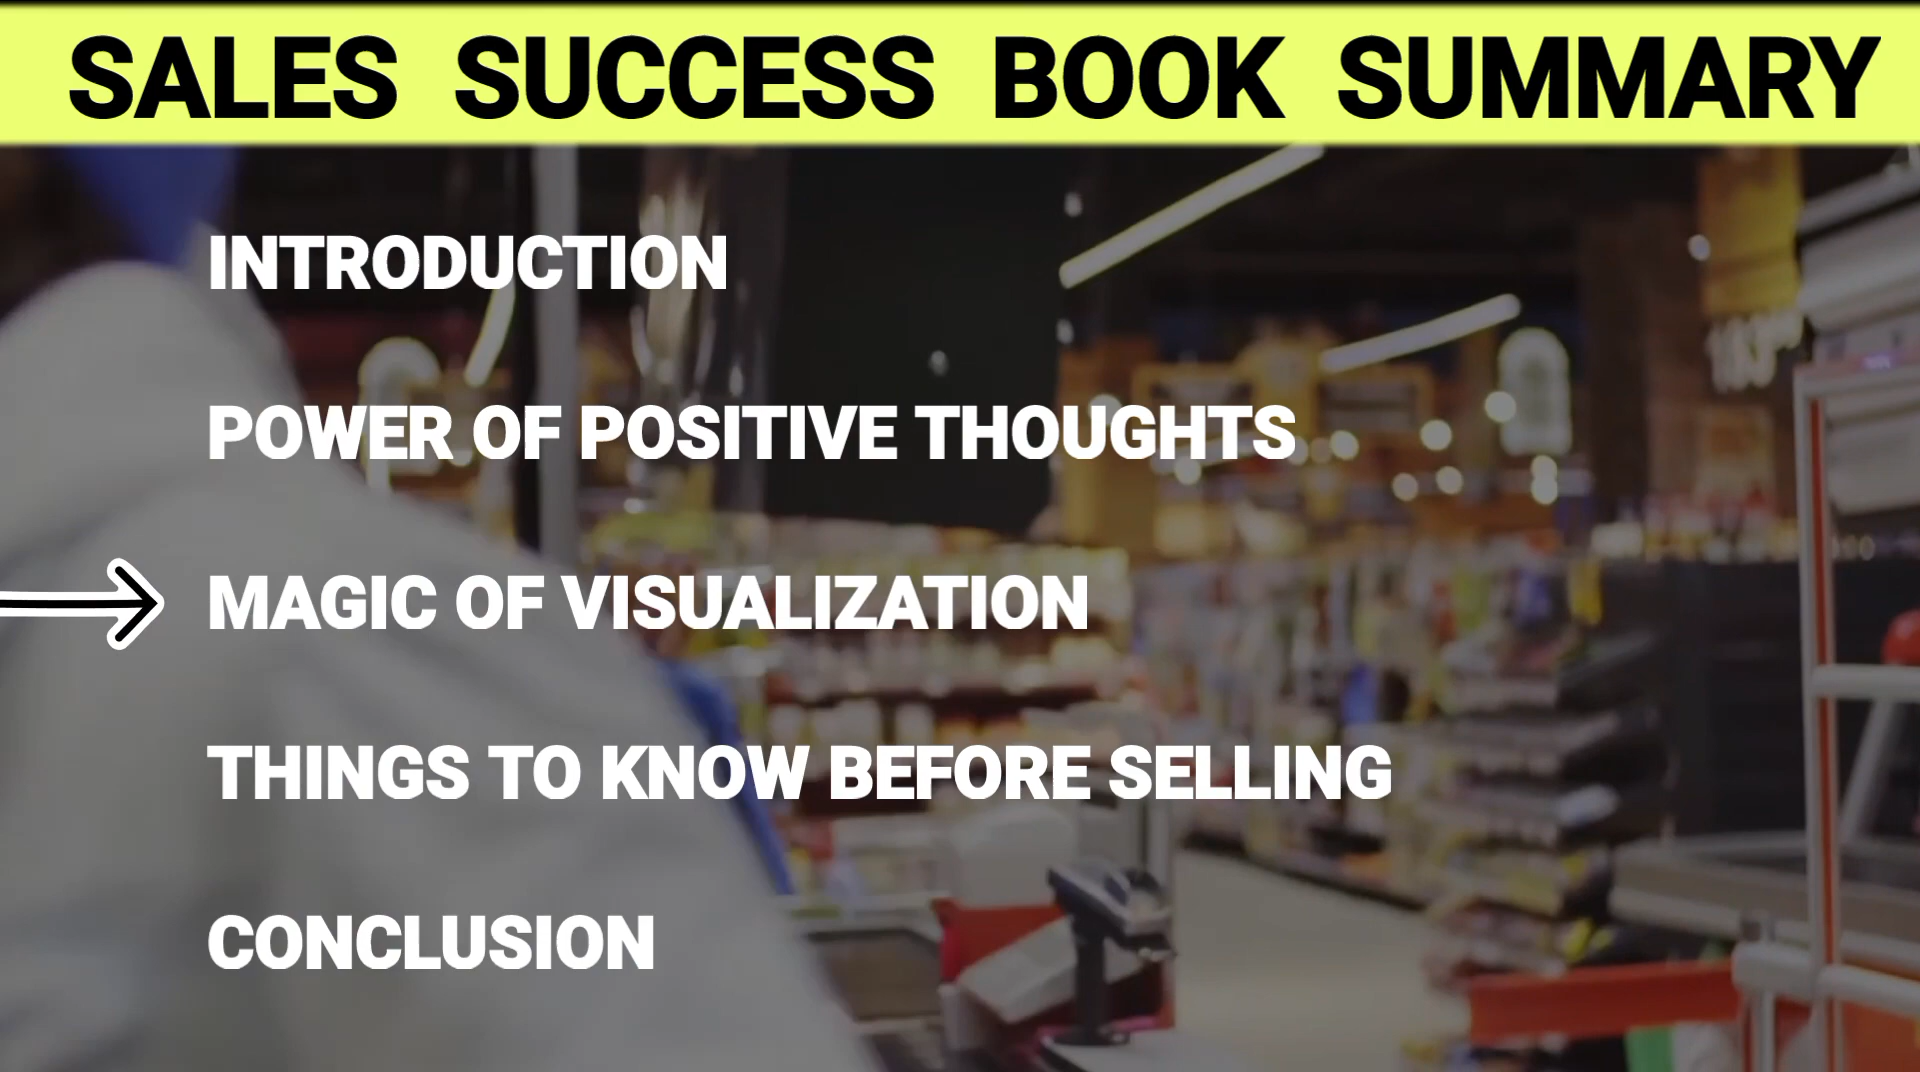 SALES SUCCESS BOOK SUMMARY
INTRODUCTION
POWER OF POSITIVE THOUGHTS
MAGIC OF VISUALIZATION
THINGS TO KNOW BEFORE SELLING
CONCLUSION